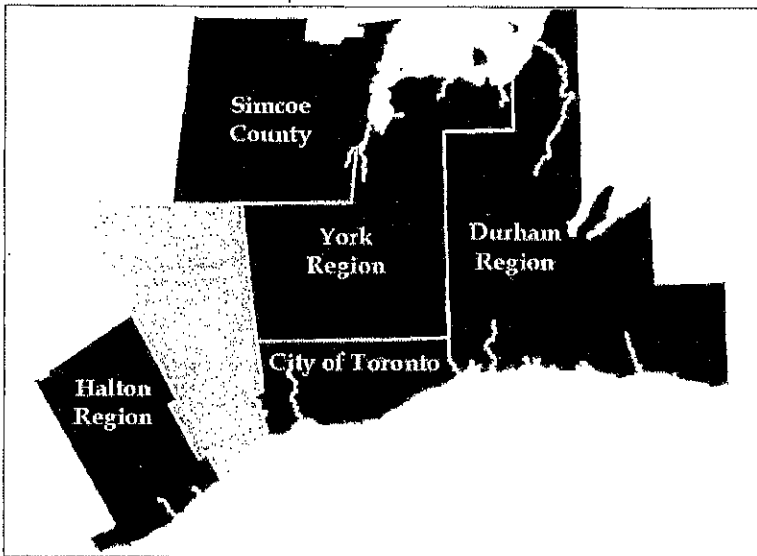 Simcoe
County
York
Region
Durham
Region
City of Toronto
Halton
Region